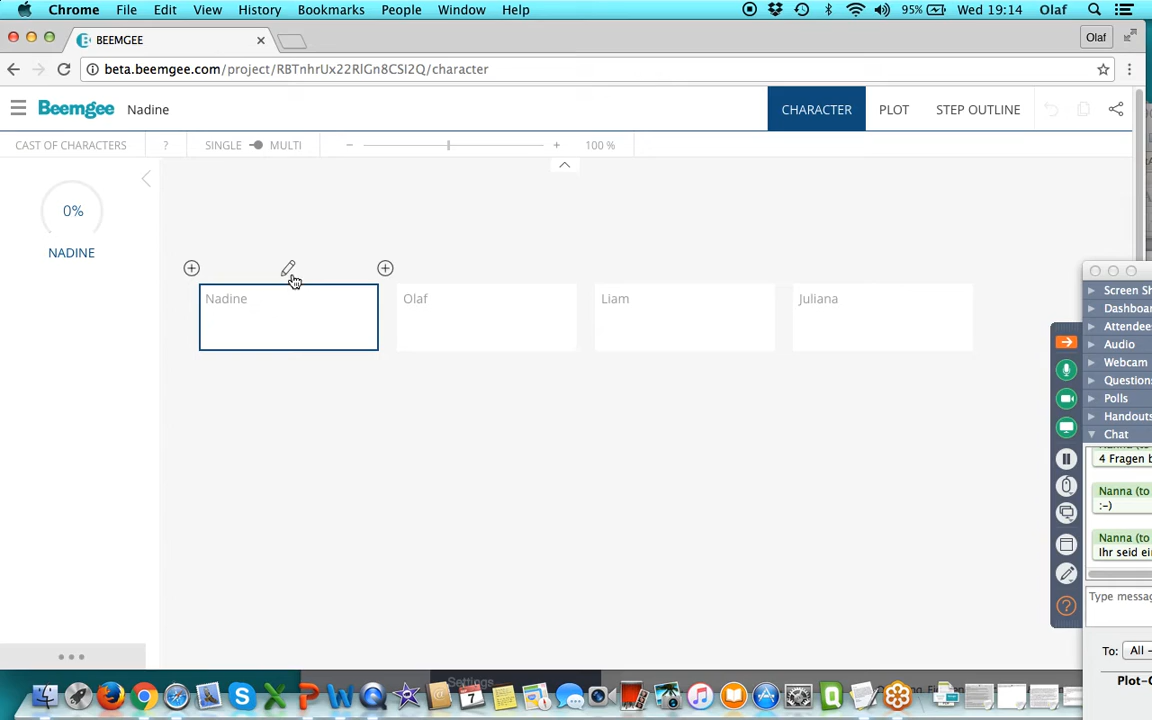 Chrome File Edit View History Bookmarks People Window Help 95% Wed 19:14 Olaf
BEEMGEE
Olaf
beta.beemgee.com/project/RBTnhrUx22RlGn8CSI2Q/character
Beemgee Nadine
CHARACTER PLOT STEP OUTLINE
CAST OF CHARACTERS ? SINGLE MULTI − + 100 %
0%
NADINE
Nadine Olaf Liam Juliana
Screen Sh
Dashboar
Attendee
Audio
Webcam
Question
Polls
Handouts
Chat
4 Fragen b
Nanna (to
:-)
Nanna (to
Ihr seid ei
Type messag
To: All -
Plot-
Settings